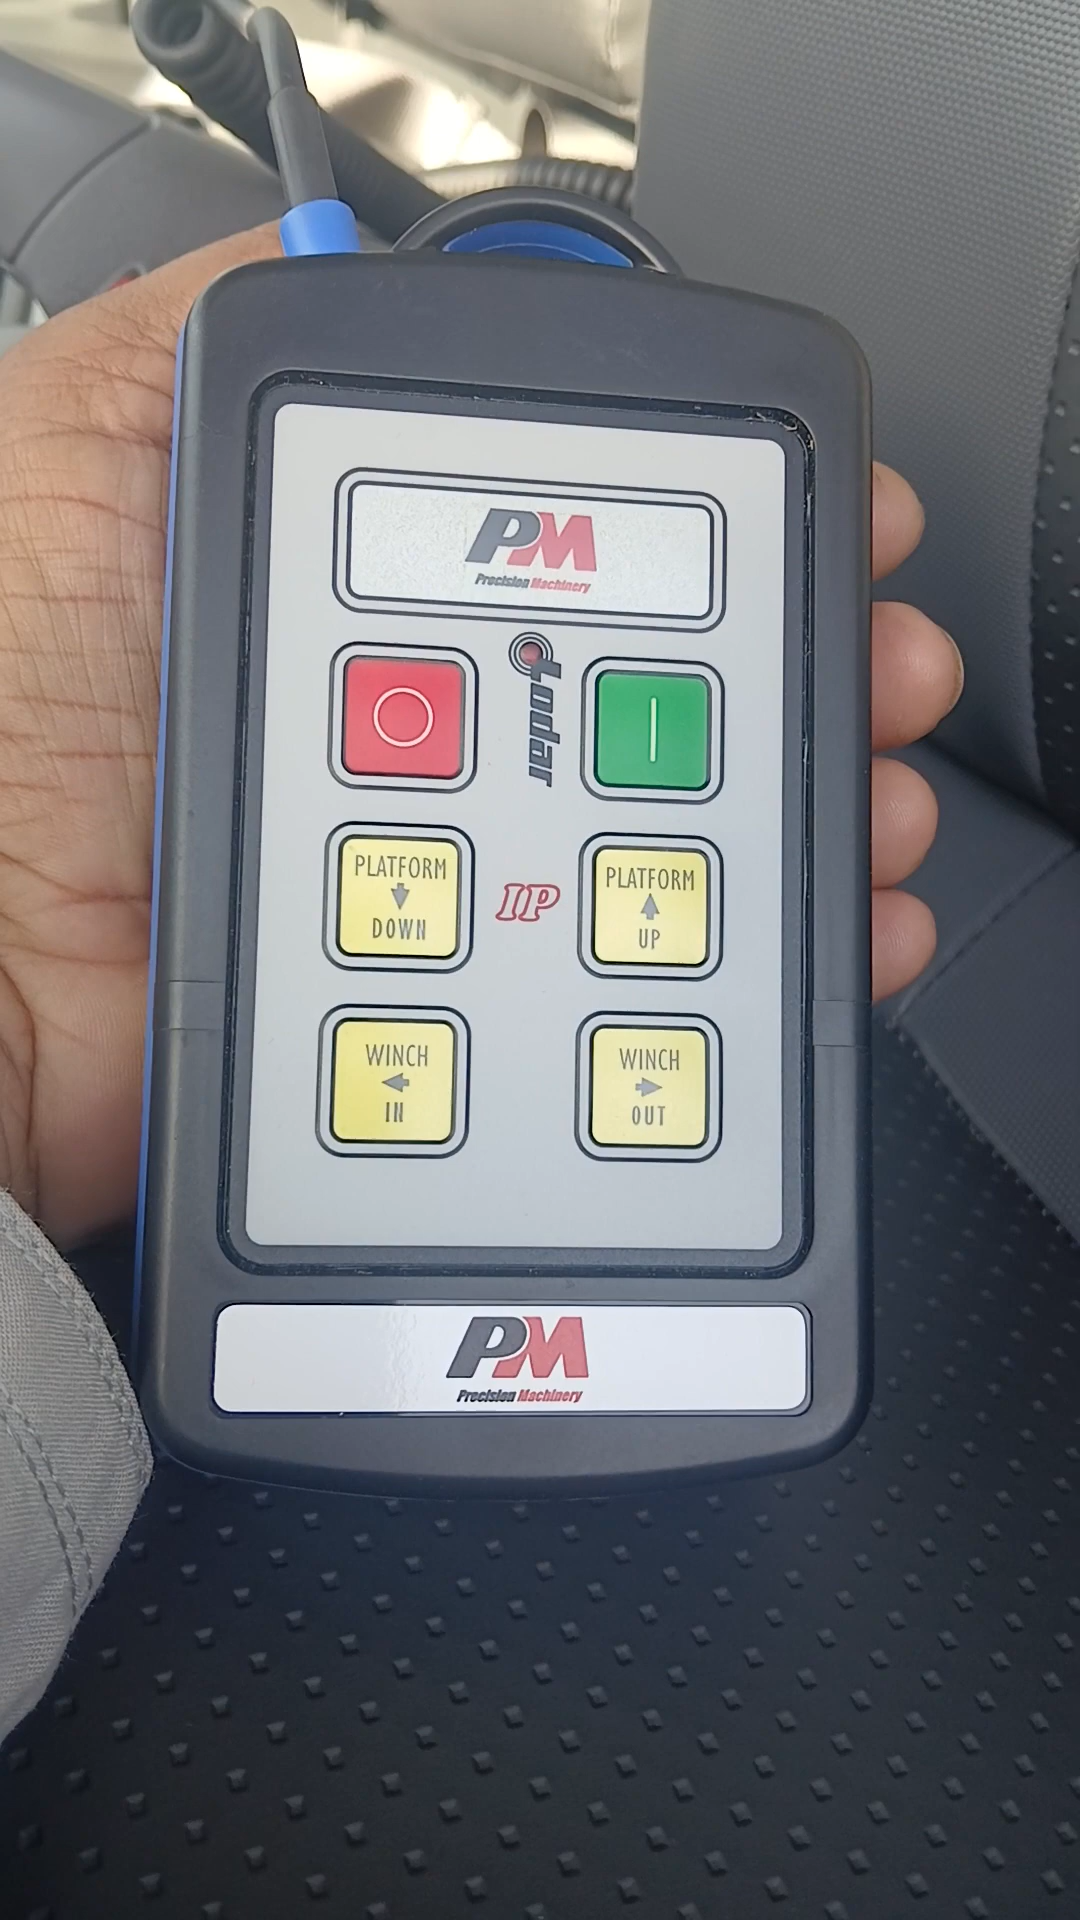 PM
Precision Machinery
Lodar
PLATFORM
DOWN
IP
PLATFORM
UP
WINCH
IN
WINCH
OUT
PM
Precision Machinery